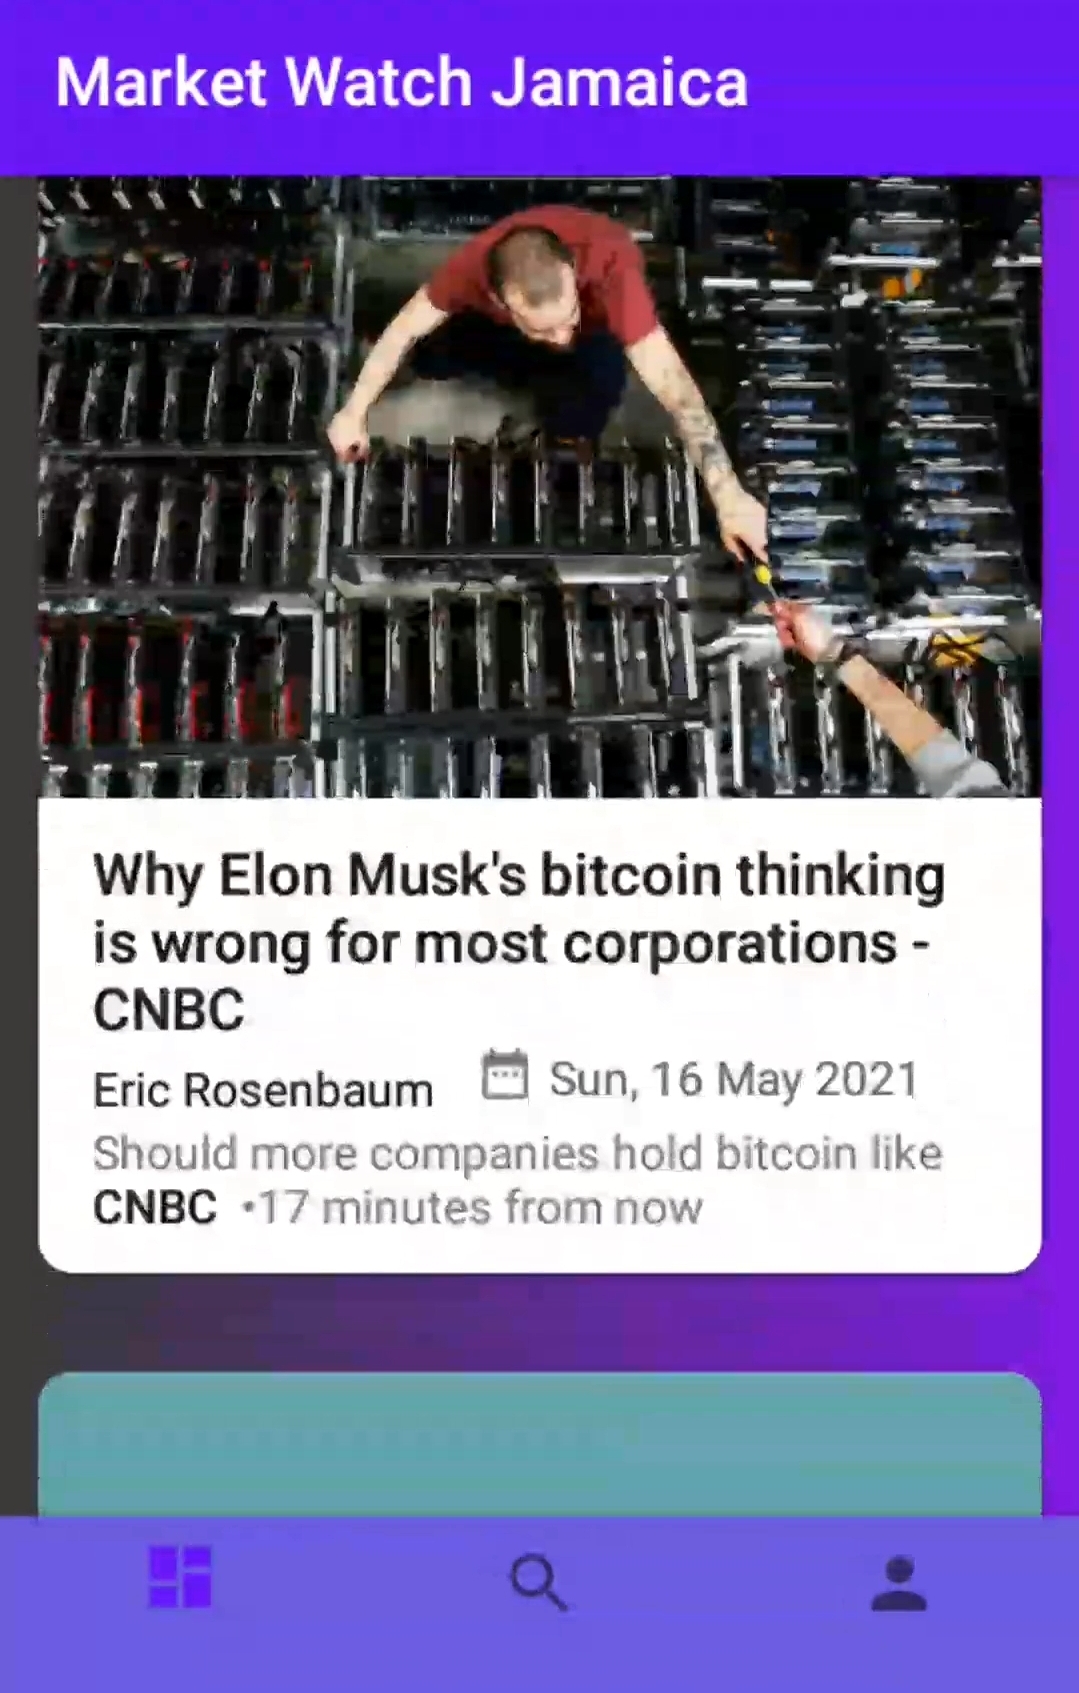 Market Watch Jamaica
Why Elon Musk's bitcoin thinking
is wrong for most corporations -
CNBC
Eric Rosenbaum
Sun, 16 May 2021
Should more companies hold bitcoin like
CNBC •17 minutes from now